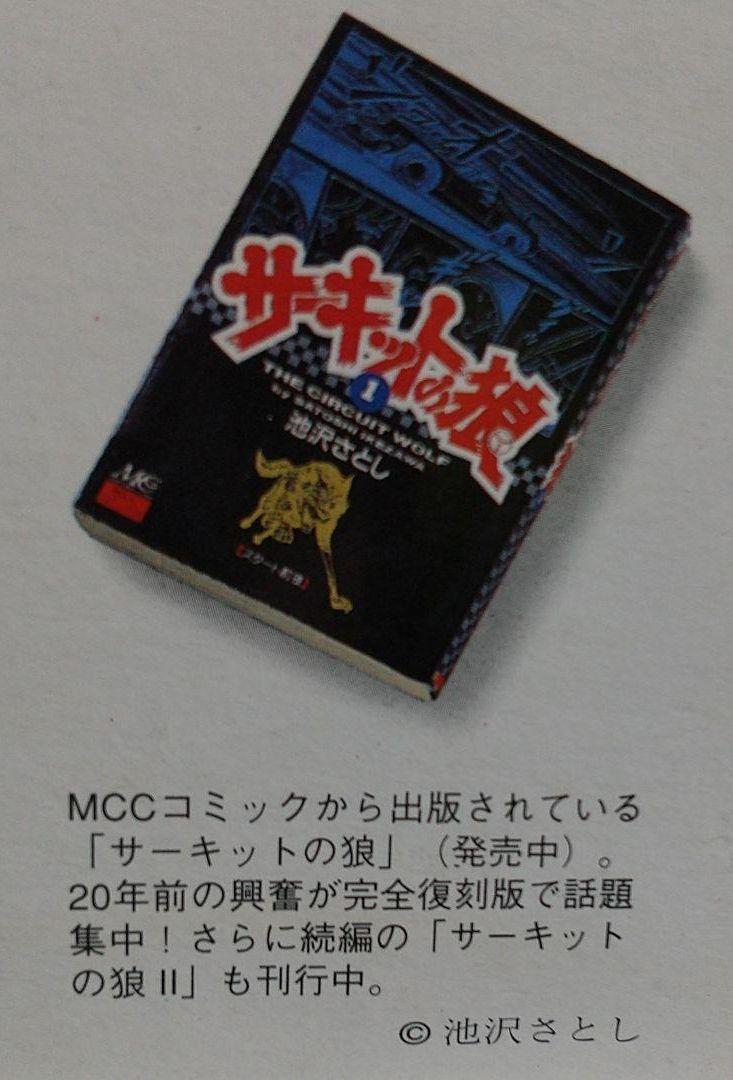 サーキットの狼
1
THE CIRCUIT WOLF
by SATOSHI IKEZAWA
池沢さとし
MCCコミックから出版されている
「サーキットの狼」（発売中）。
20年前の興奮が完全復刻版で話題
集中！さらに続編の「サーキット
の狼 II」も刊行中。
© 池沢さとし